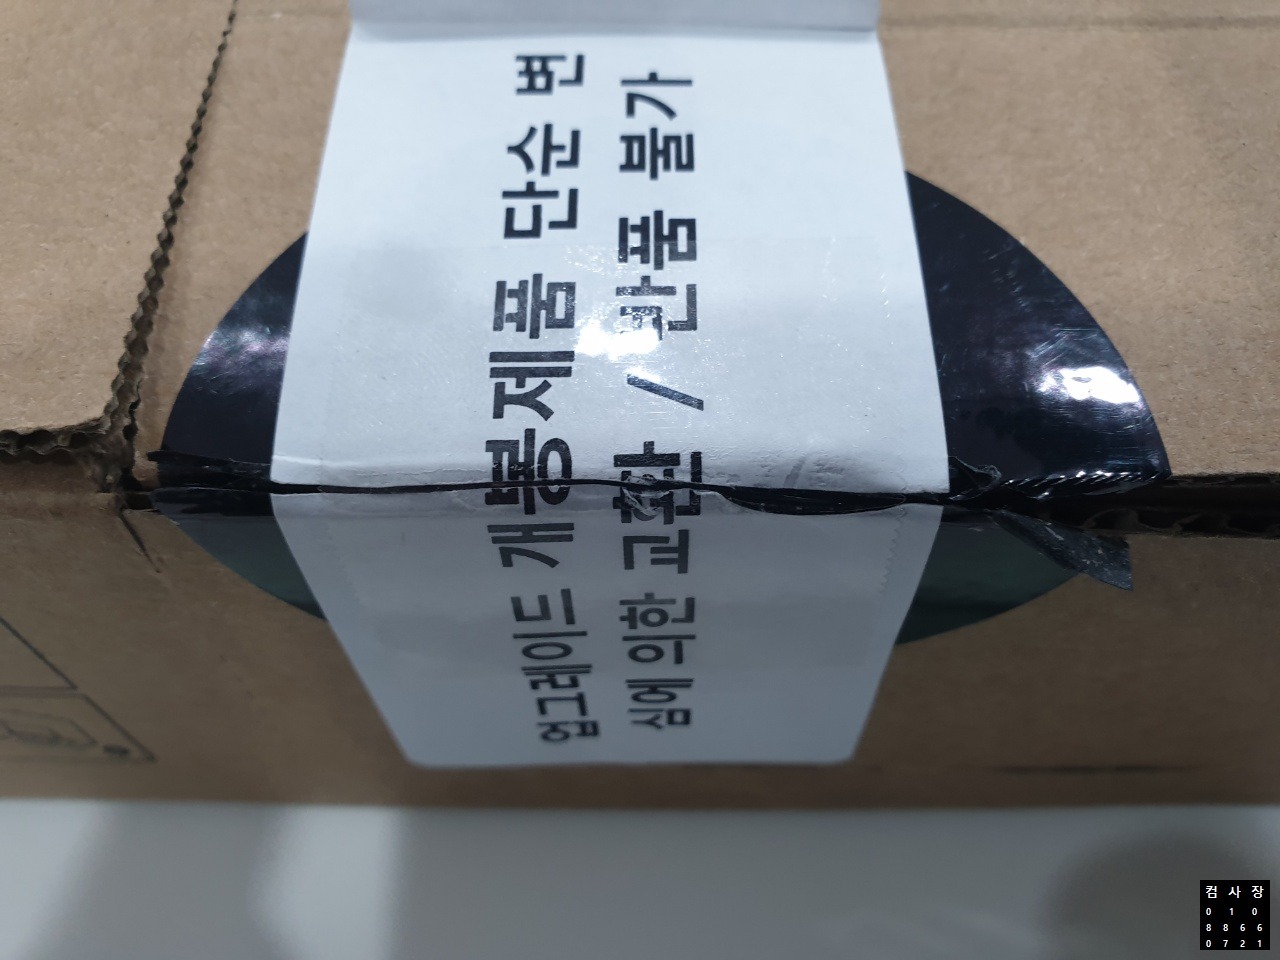 업그레이드 개봉제품 단순 변
심에 의한 교환 / 반품 불가
컴 사 장
0 1 0
8 8 6 6
0 7 2 1